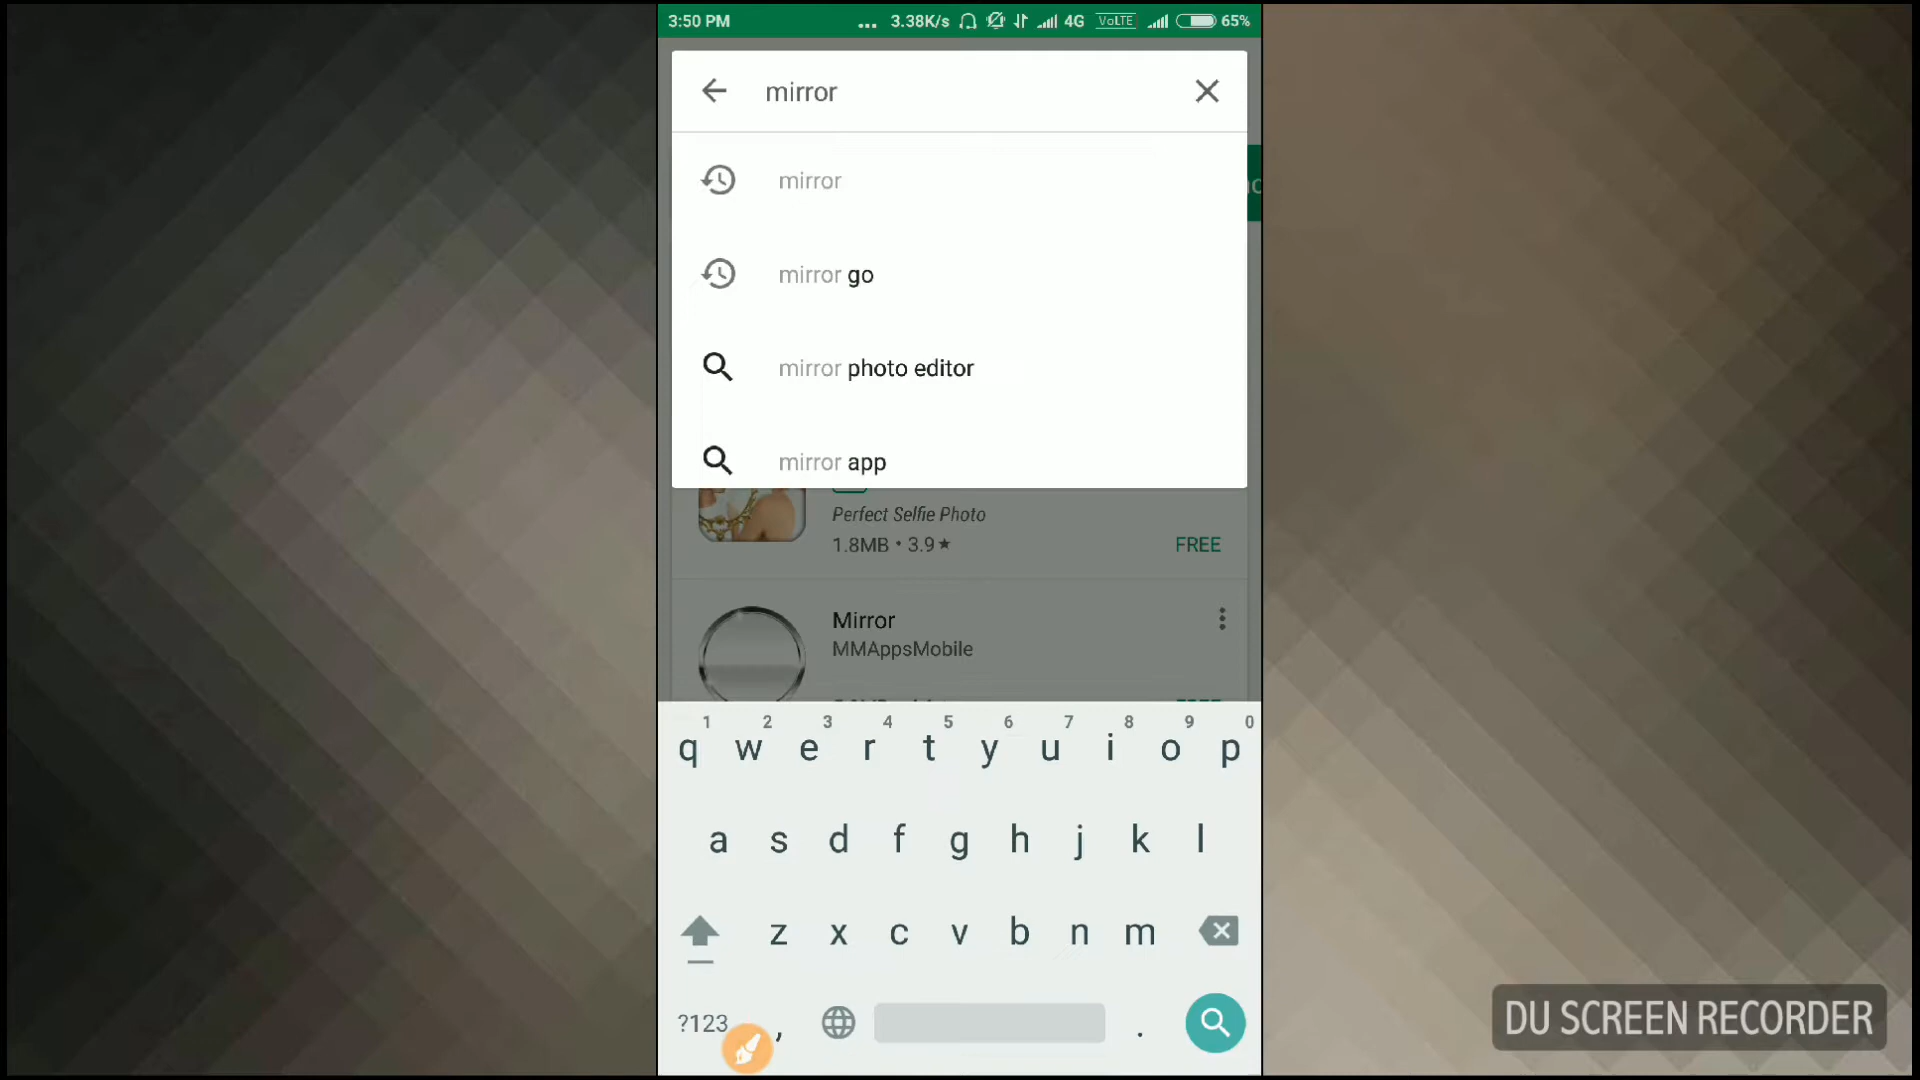 3:50 PM ... 3.38K/s 4G VoLTE 65%
mirror
mirror
mirror go
mirror photo editor
mirror app
Perfect Selfie Photo
1.8MB • 3.9★ FREE
Mirror
MMAppsMobile
1 2 3 4 5 6 7 8 9 0
q w e r t y u i o p
a s d f g h j k l
z x c v b n m
?123 , .
DU SCREEN RECORDER